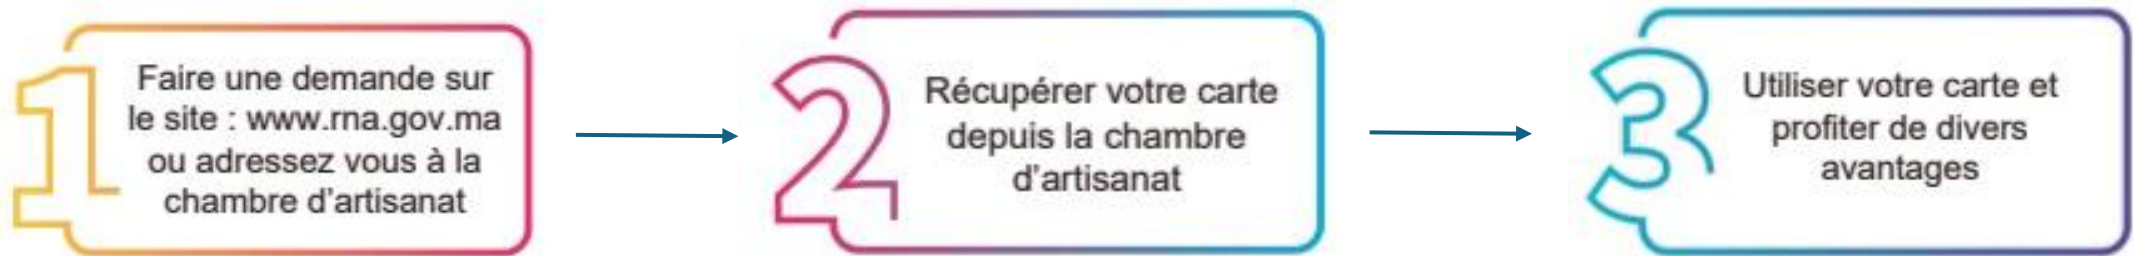 1
Faire une demande sur
le site : www.rna.gov.ma
ou adressez vous à la
chambre d'artisanat
2
Récupérer votre carte
depuis la chambre
d'artisanat
3
Utiliser votre carte et
profiter de divers
avantages